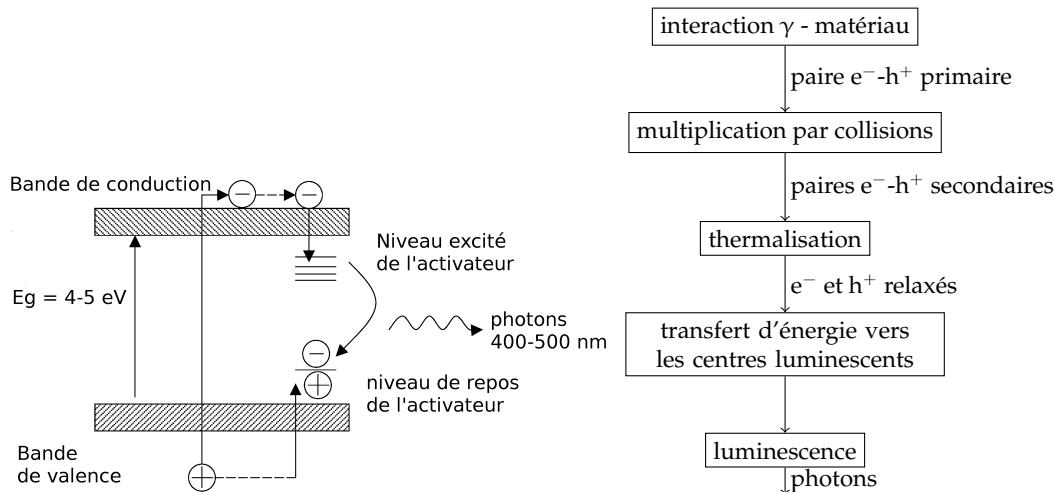 Bande de conduction
Niveau excité
de l'activateur
Eg = 4-5 eV
photons
400-500 nm
niveau de repos
de l'activateur
Bande
de valence
interaction γ - matériau
paire e⁻-h⁺ primaire
multiplication par collisions
paires e⁻-h⁺ secondaires
thermalisation
e⁻ et h⁺ relaxés
transfert d'énergie vers
les centres luminescents
luminescence
photons